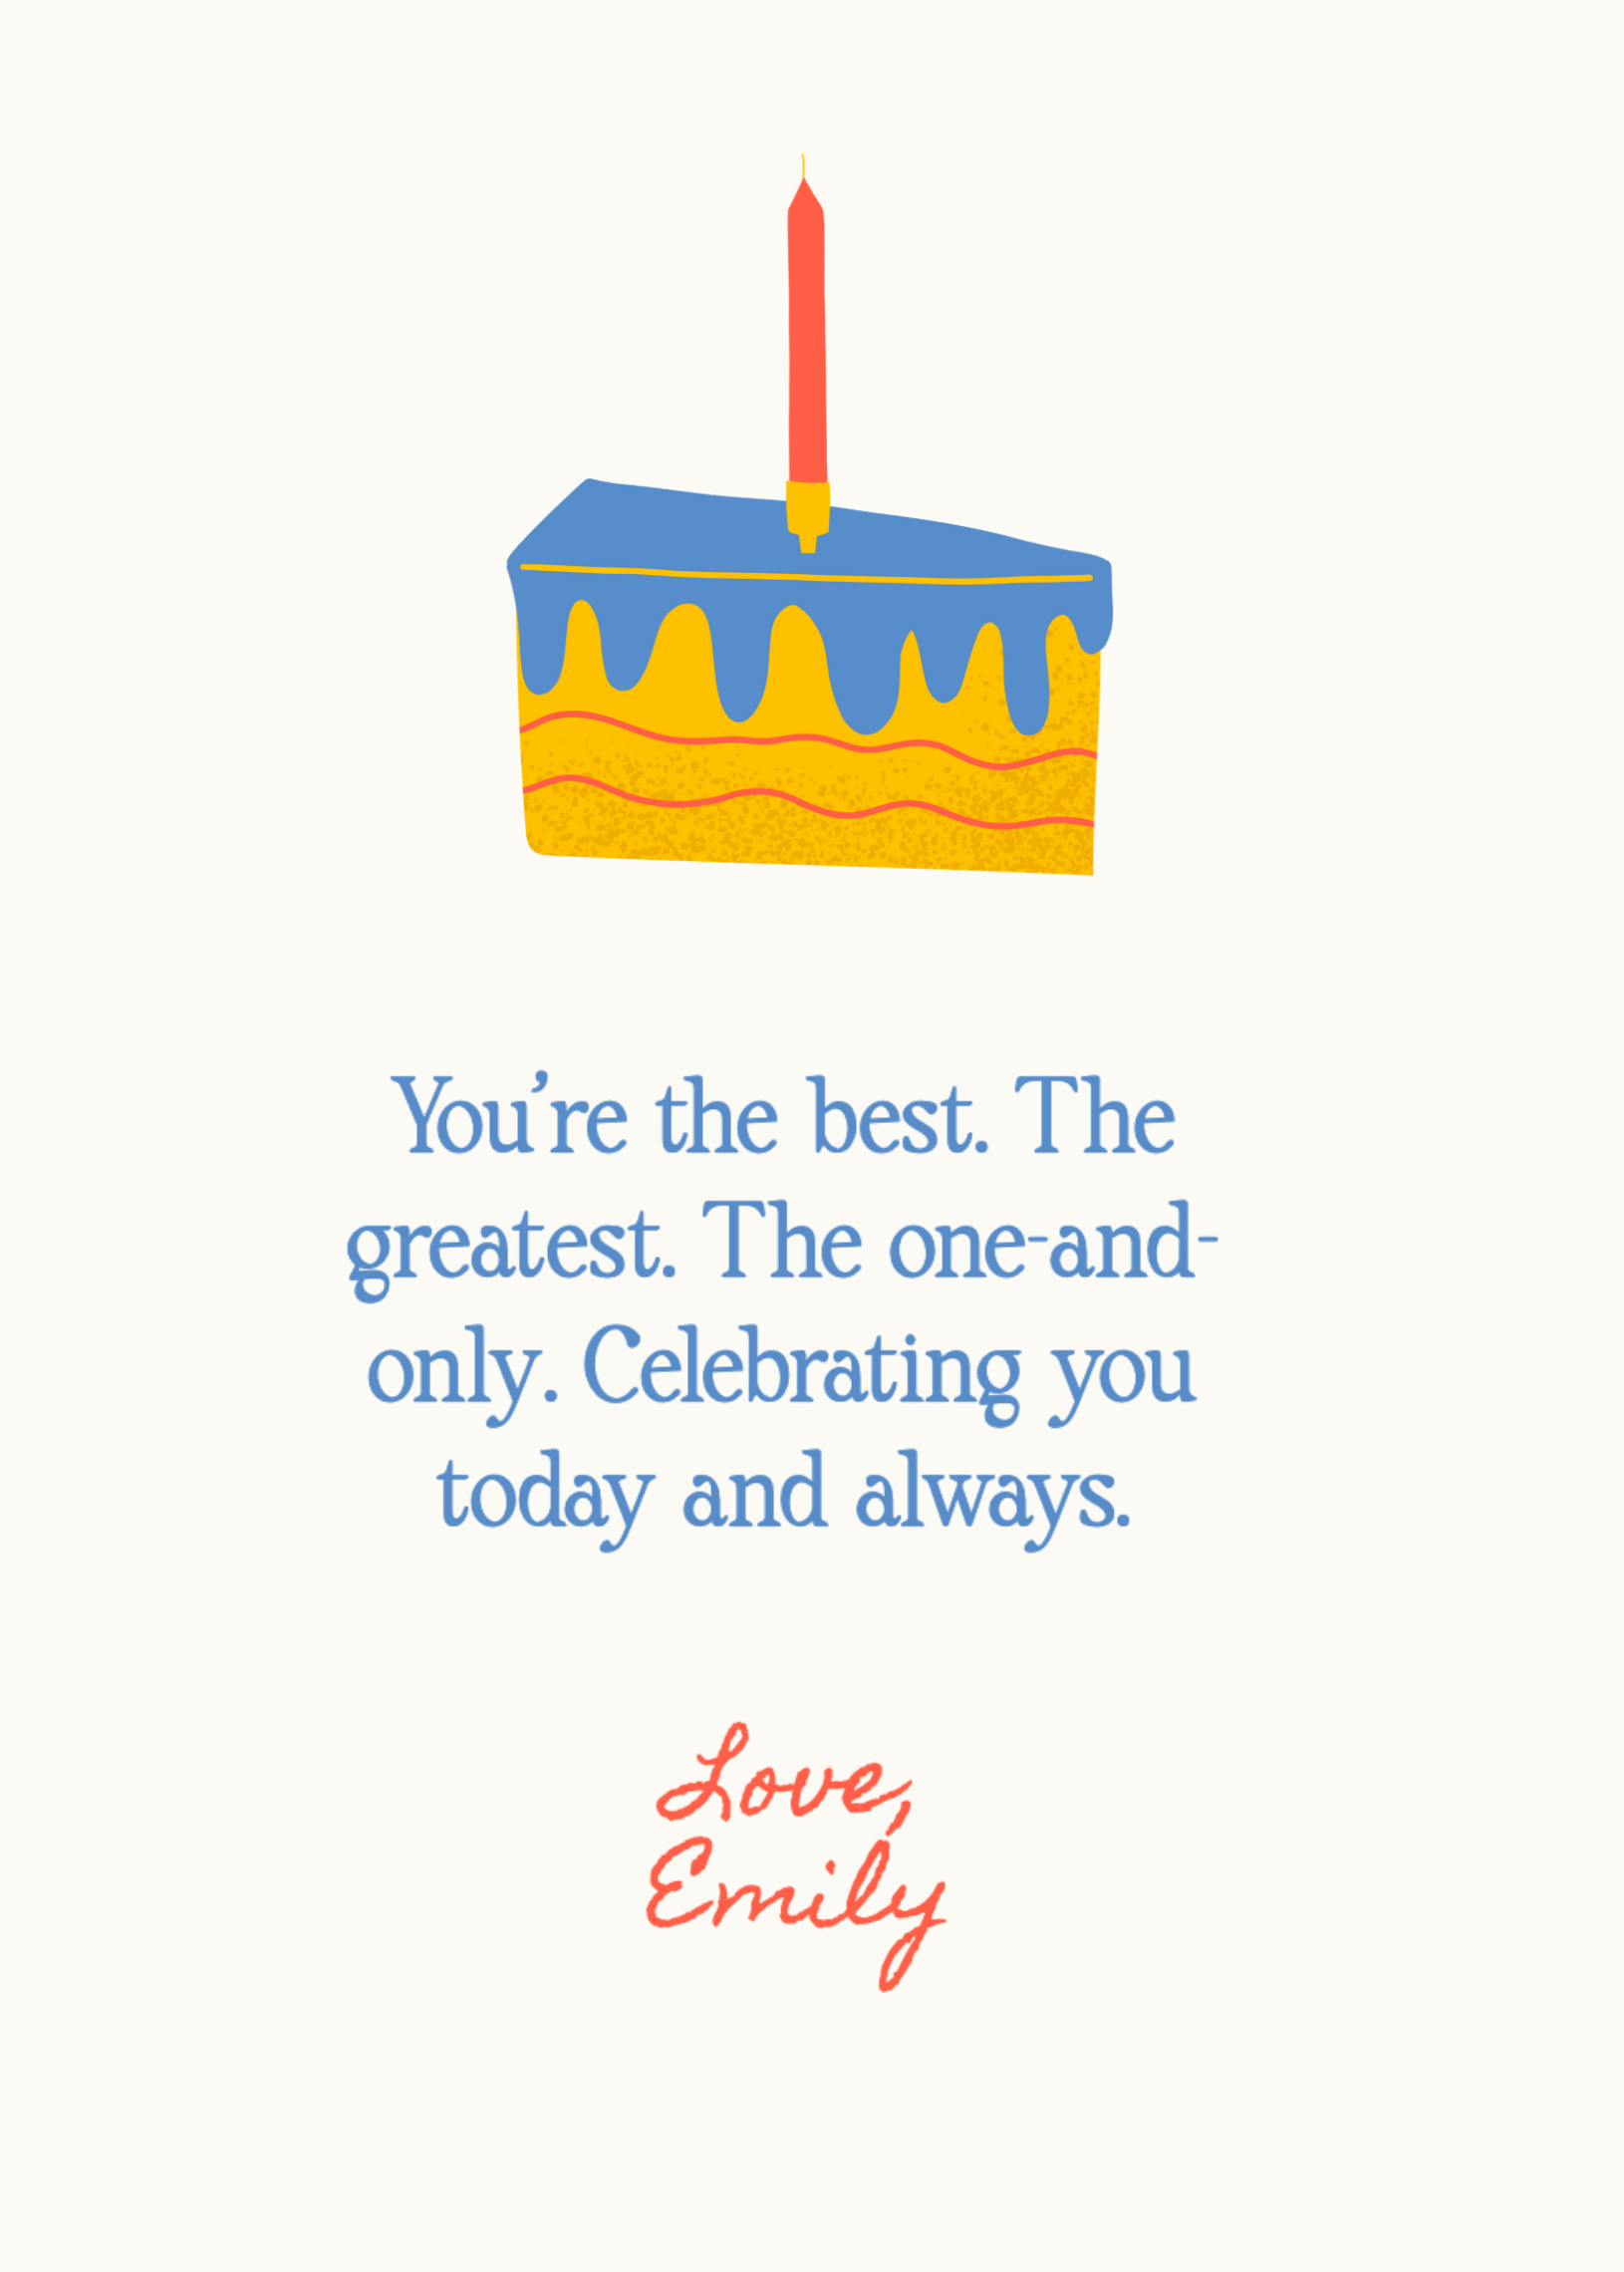 You’re the best. The
greatest. The one-and-
only. Celebrating you
today and always.
Love,
Emily